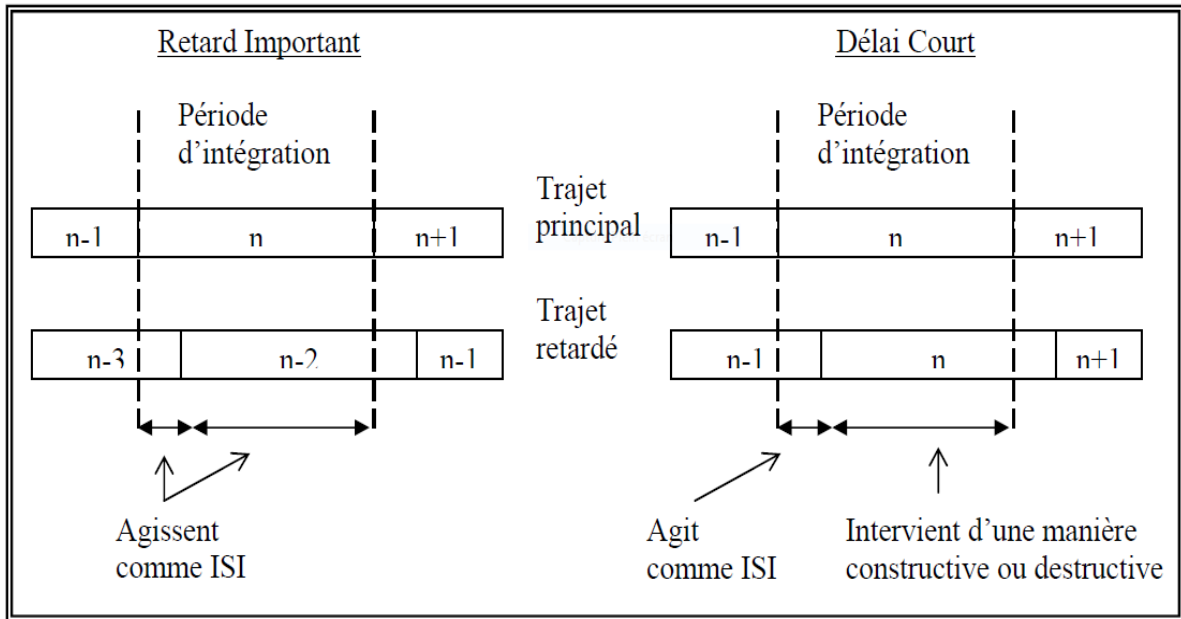 Retard Important
Délai Court
Période
d'intégration
Période
d'intégration
Trajet
principal
n-1 n n+1
n-1 n n+1
Trajet
retardé
n-3 n-2 n-1
n-1 n n+1
Agissent
comme ISI
Agit
comme ISI
Intervient d'une manière
constructive ou destructive